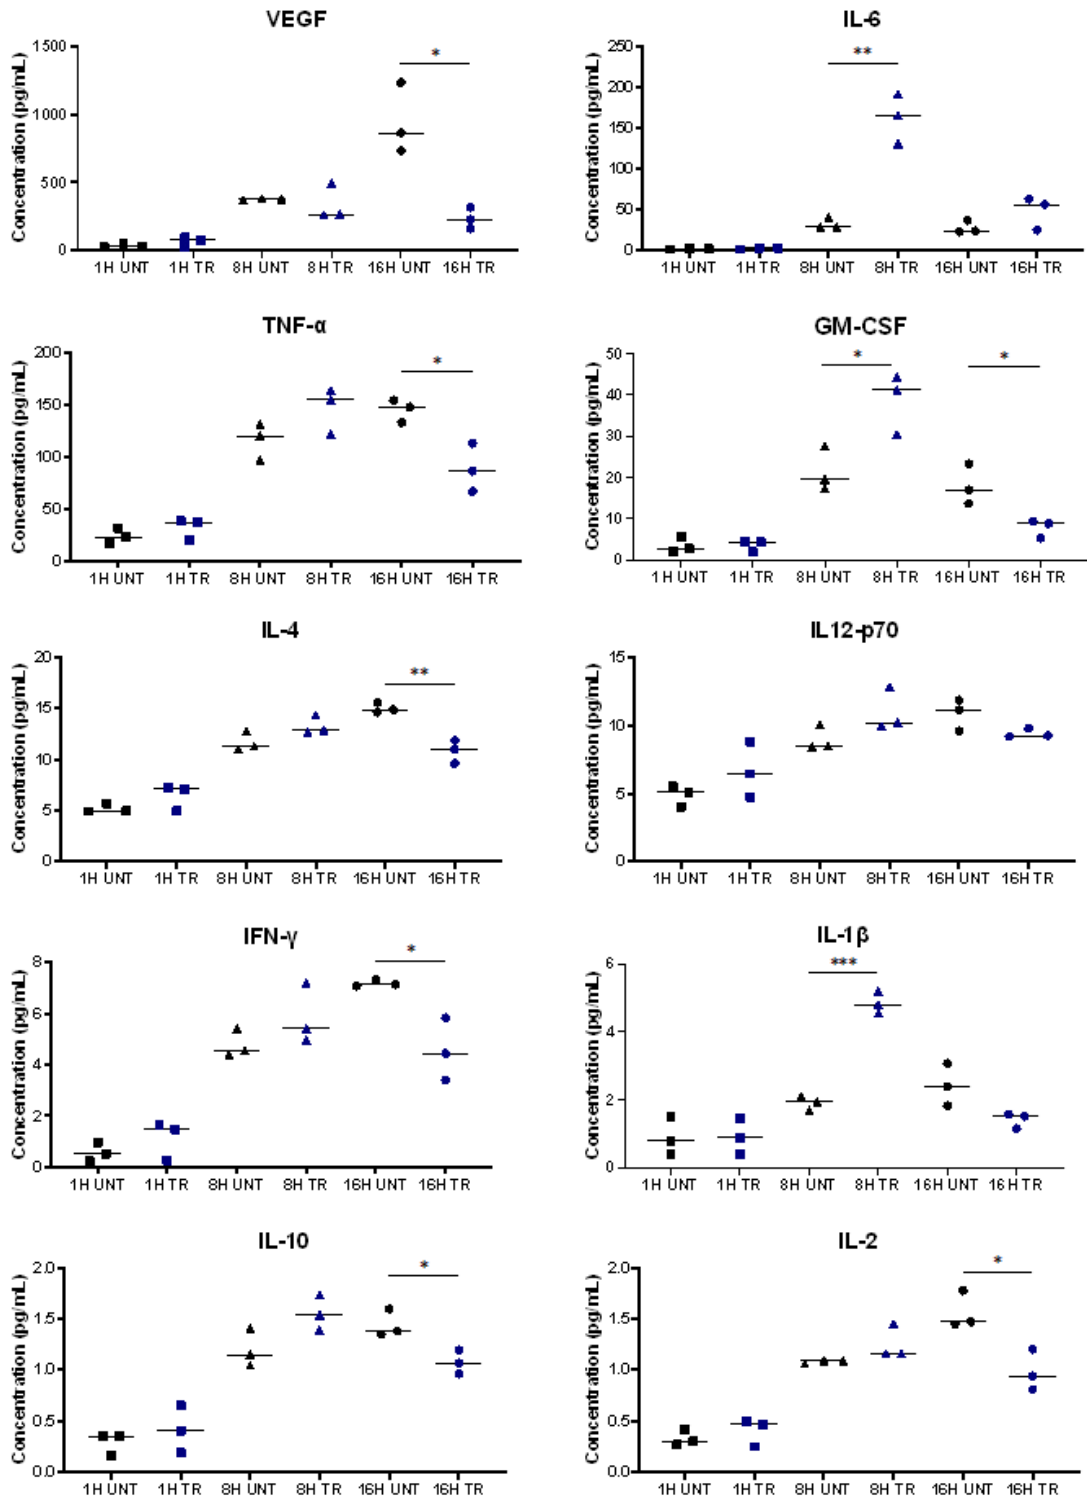 VEGF
Concentration (pg/mL)
1500
1000
500
0
*
1H UNT 1H TR 8H UNT 8H TR 16H UNT 16H TR
IL-6
Concentration (pg/mL)
250
200
150
100
50
0
**
1H UNT 1H TR 8H UNT 8H TR 16H UNT 16H TR
TNF-α
Concentration (pg/mL)
200
150
100
50
0
*
1H UNT 1H TR 8H UNT 8H TR 16H UNT 16H TR
GM-CSF
Concentration (pg/mL)
50
40
30
20
10
0
*
*
1H UNT 1H TR 8H UNT 8H TR 16H UNT 16H TR
IL-4
Concentration (pg/mL)
20
15
10
5
0
**
1H UNT 1H TR 8H UNT 8H TR 16H UNT 16H TR
IL12-p70
Concentration (pg/mL)
15
10
5
0
1H UNT 1H TR 8H UNT 8H TR 16H UNT 16H TR
IFN-γ
Concentration (pg/mL)
8
6
4
2
0
*
1H UNT 1H TR 8H UNT 8H TR 16H UNT 16H TR
IL-1β
Concentration (pg/mL)
6
4
2
0
***
1H UNT 1H TR 8H UNT 8H TR 16H UNT 16H TR
IL-10
Concentration (pg/mL)
2.0
1.5
1.0
0.5
0.0
*
1H UNT 1H TR 8H UNT 8H TR 16H UNT 16H TR
IL-2
Concentration (pg/mL)
2.0
1.5
1.0
0.5
0.0
*
1H UNT 1H TR 8H UNT 8H TR 16H UNT 16H TR